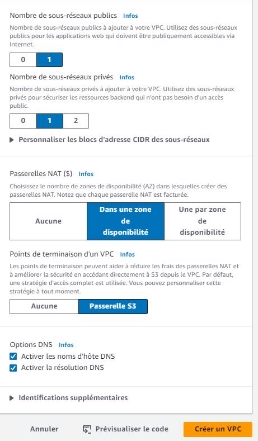 Nombre de sous-réseaux publics Infos
Nombre de sous-réseaux publics à ajouter à votre VPC. Utilisez des sous-réseaux
publics pour les applications web qui doivent être publiquement accessibles via
Internet.
0 1
Nombre de sous-réseaux privés Infos
Nombre de sous-réseaux privés à ajouter à votre VPC. Utilisez des sous-réseaux
privés pour sécuriser les ressources backend qui n'ont pas besoin d'un accès
public.
0 1 2
Personnaliser les blocs d'adresse CIDR des sous-réseaux
Passerelles NAT ($) Infos
Choisissez le nombre de zones de disponibilité (AZ) dans lesquelles créer des
passerelles NAT. Notez que chaque passerelle NAT est facturée.
Aucune
Dans une zone
de
disponibilité
Une par zone
de
disponibilité
Points de terminaison d'un VPC Infos
Les points de terminaison peuvent aider à réduire les frais des passerelles NAT et
à améliorer la sécurité en accédant directement à S3 depuis le VPC. Par défaut,
une stratégie d'accès complet est utilisée. Vous pouvez personnaliser cette
stratégie à tout moment.
Aucune Passerelle S3
Options DNS Infos
Activer les noms d'hôte DNS
Activer la résolution DNS
Identifications supplémentaires
Annuler Prévisualiser le code Créer un VPC